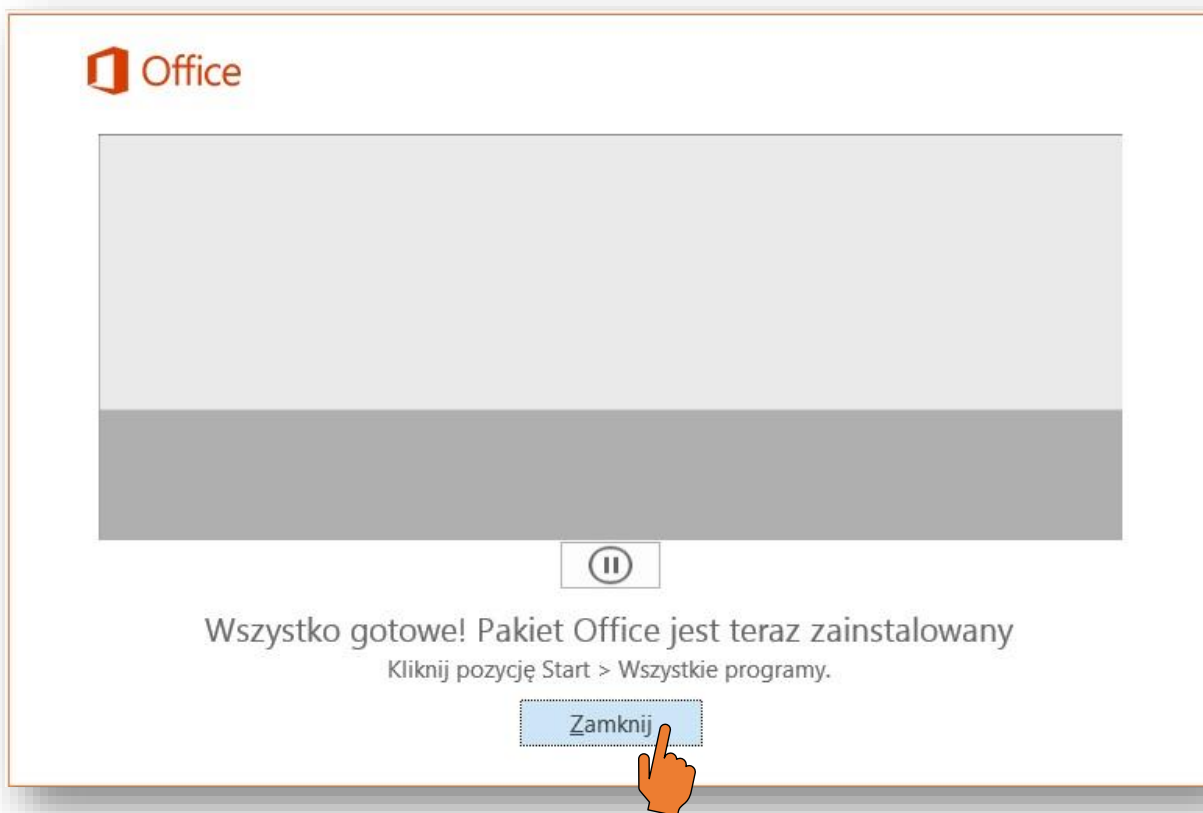 Office
Wszystko gotowe! Pakiet Office jest teraz zainstalowany
Kliknij pozycję Start > Wszystkie programy.
Zamknij